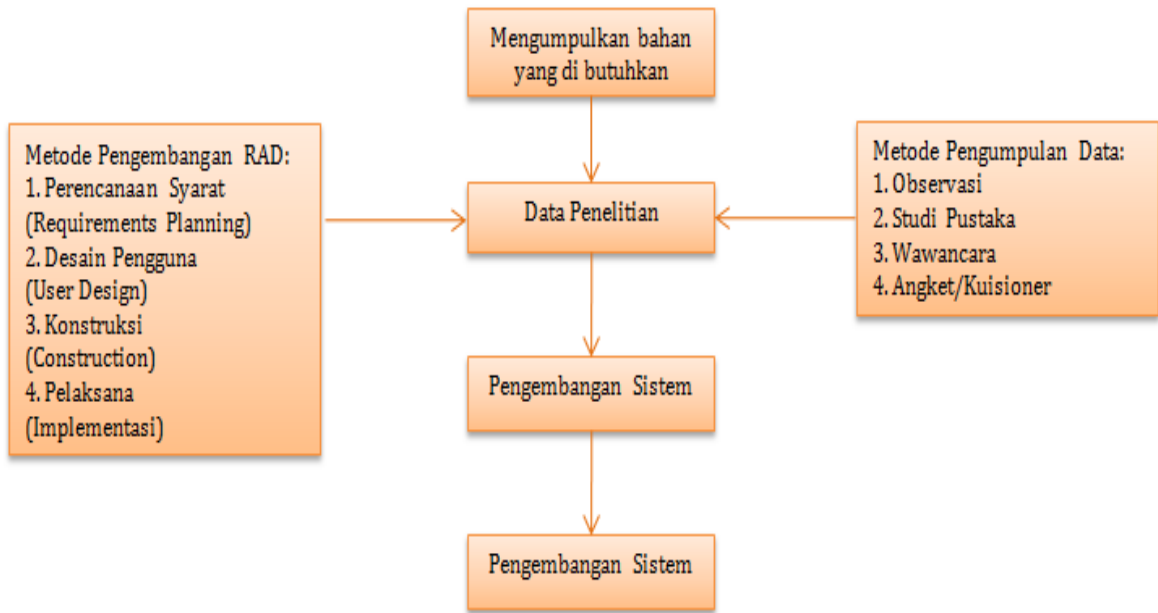 Mengumpulkan bahan
yang di butuhkan
Metode Pengembangan RAD:
1. Perencanaan Syarat
(Requirements Planning)
2. Desain Pengguna
(User Design)
3. Konstruksi
(Construction)
4. Pelaksana
(Implementasi)
Data Penelitian
Metode Pengumpulan Data:
1. Observasi
2. Studi Pustaka
3. Wawancara
4. Angket/Kuisioner
Pengembangan Sistem
Pengembangan Sistem